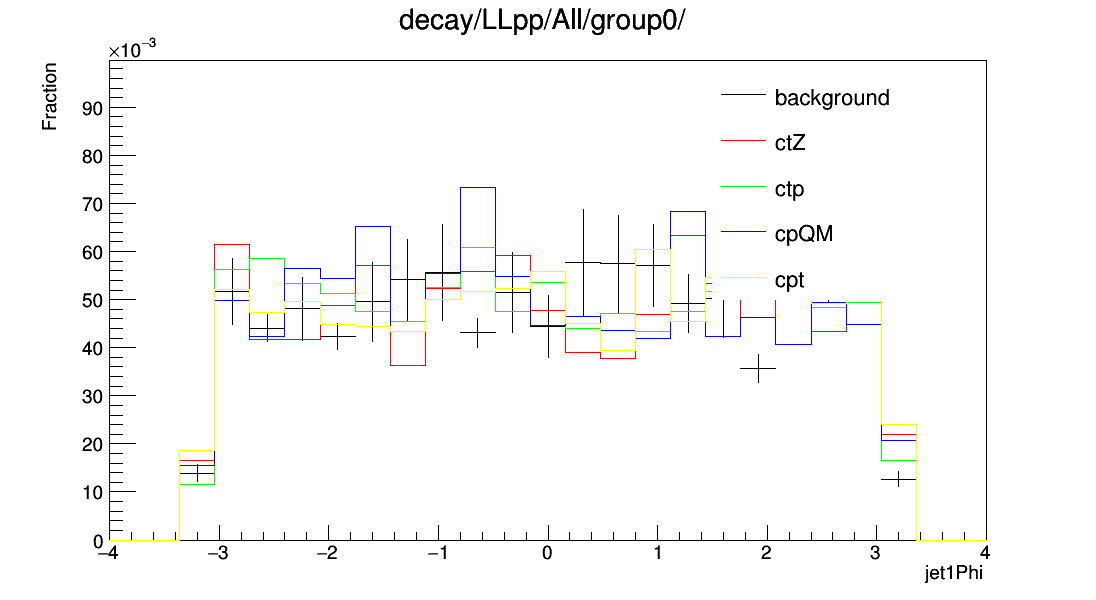 decay/LLpp/All/group0/
×10⁻³
Fraction
90
80
70
60
50
40
30
20
10
0
background
ctZ
ctp
cpQM
cpt
−4 −3 −2 −1 0 1 2 3 4
jet1Phi